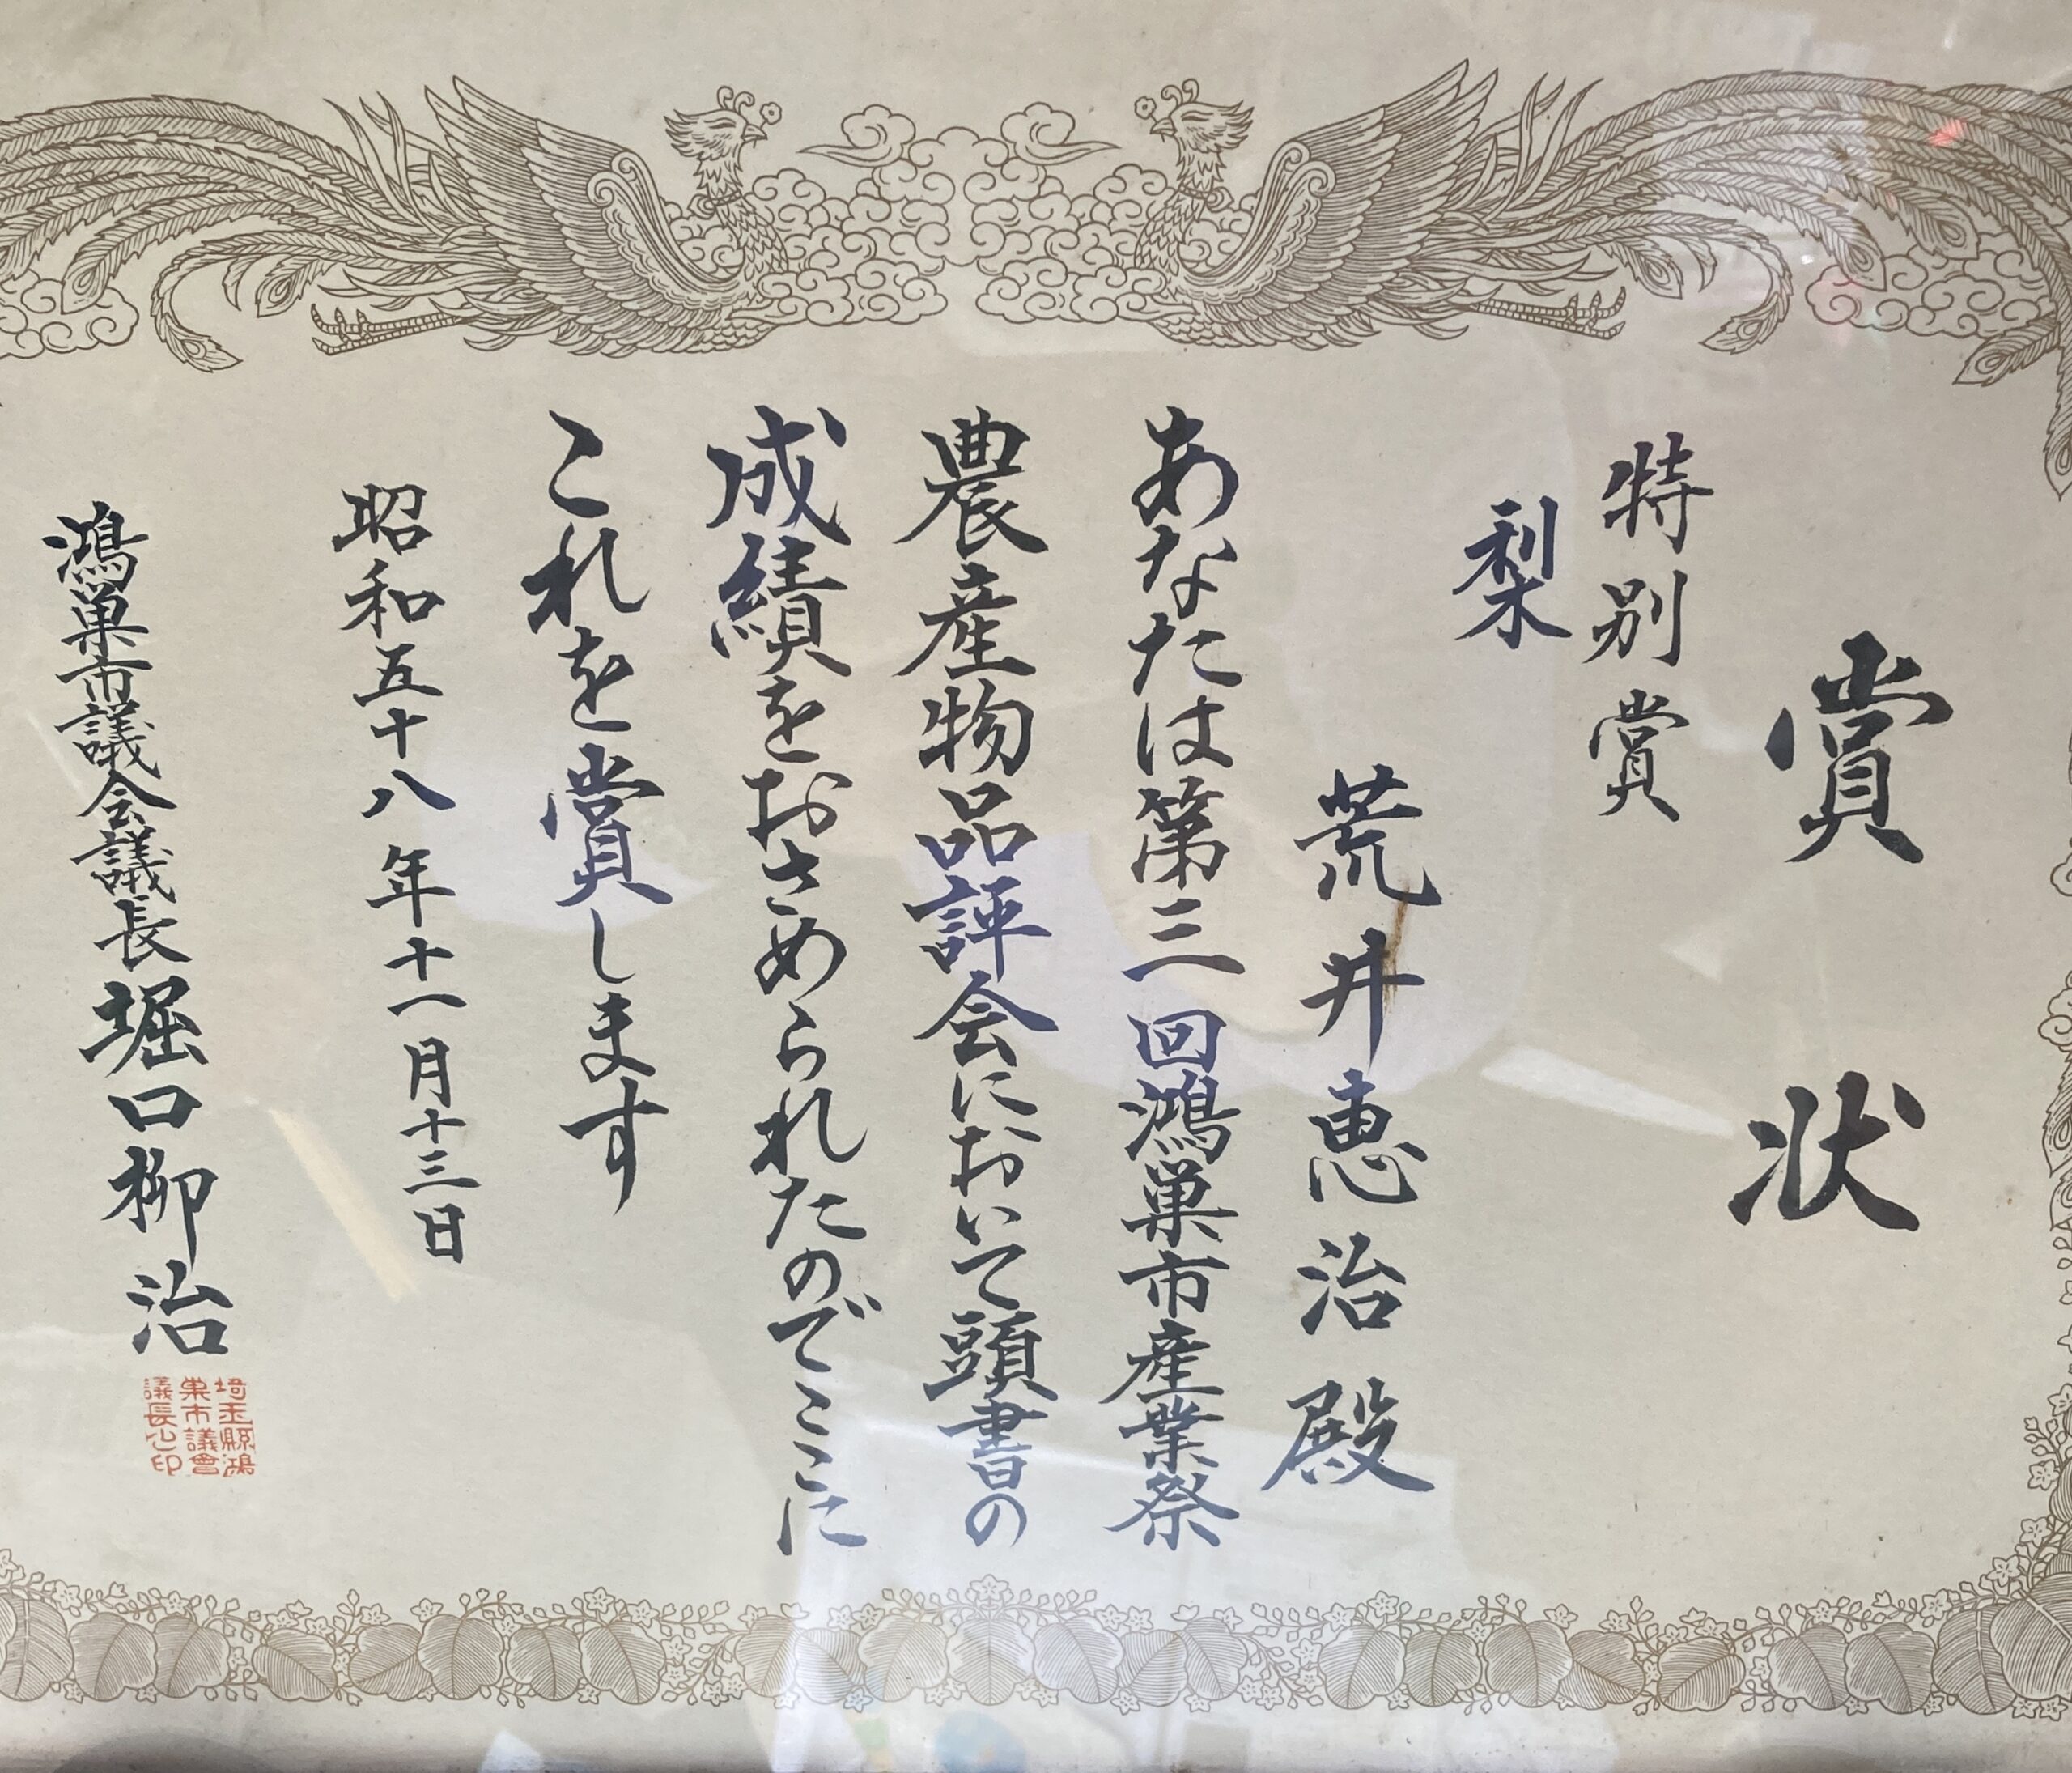 賞状
特別賞
梨
荒井恵治殿
あなたは第三回鴻巣市産業祭
農産物品評会において頭書の
成績をおさめられたのでここに
これを賞します
昭和五十八年十一月十三日
鴻巣市議会議長堀口柳治
埼玉縣鴻
巣市議會
議長公印